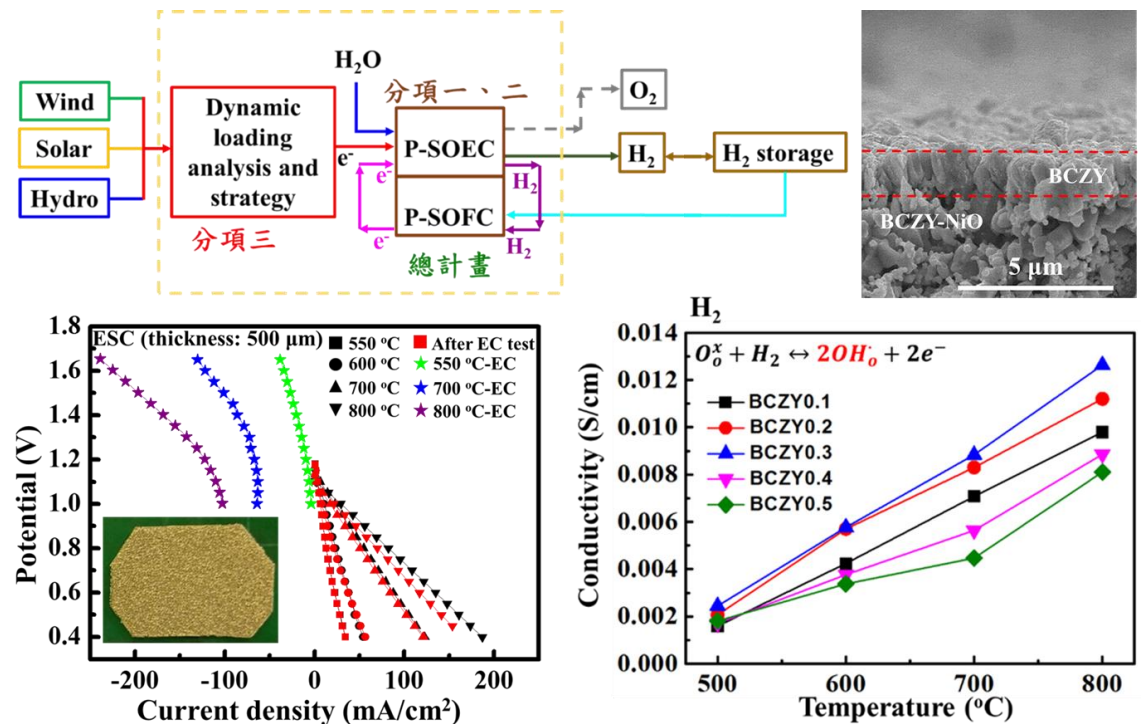 Wind
Solar
Hydro
Dynamic
loading
analysis and
strategy
分項三
e⁻
H₂O
分項一、二
P-SOEC
P-SOFC
e⁻
e⁻
H₂
H₂
總計畫
O₂
H₂
H₂ storage
BCZY
BCZY-NiO
5 μm
ESC (thickness: 500 μm)
550 °C
600 °C
700 °C
800 °C
After EC test
550 °C-EC
700 °C-EC
800 °C-EC
Potential (V)
1.8
1.6
1.4
1.2
1.0
0.8
0.6
0.4
-200 -100 0 100 200
Current density (mA/cm²)
H₂
Oₒˣ + H₂ ↔ 2OHₒ˙ + 2e⁻
BCZY0.1
BCZY0.2
BCZY0.3
BCZY0.4
BCZY0.5
Conductivity (S/cm)
0.014
0.012
0.010
0.008
0.006
0.004
0.002
0.000
500 600 700 800
Temperature (°C)